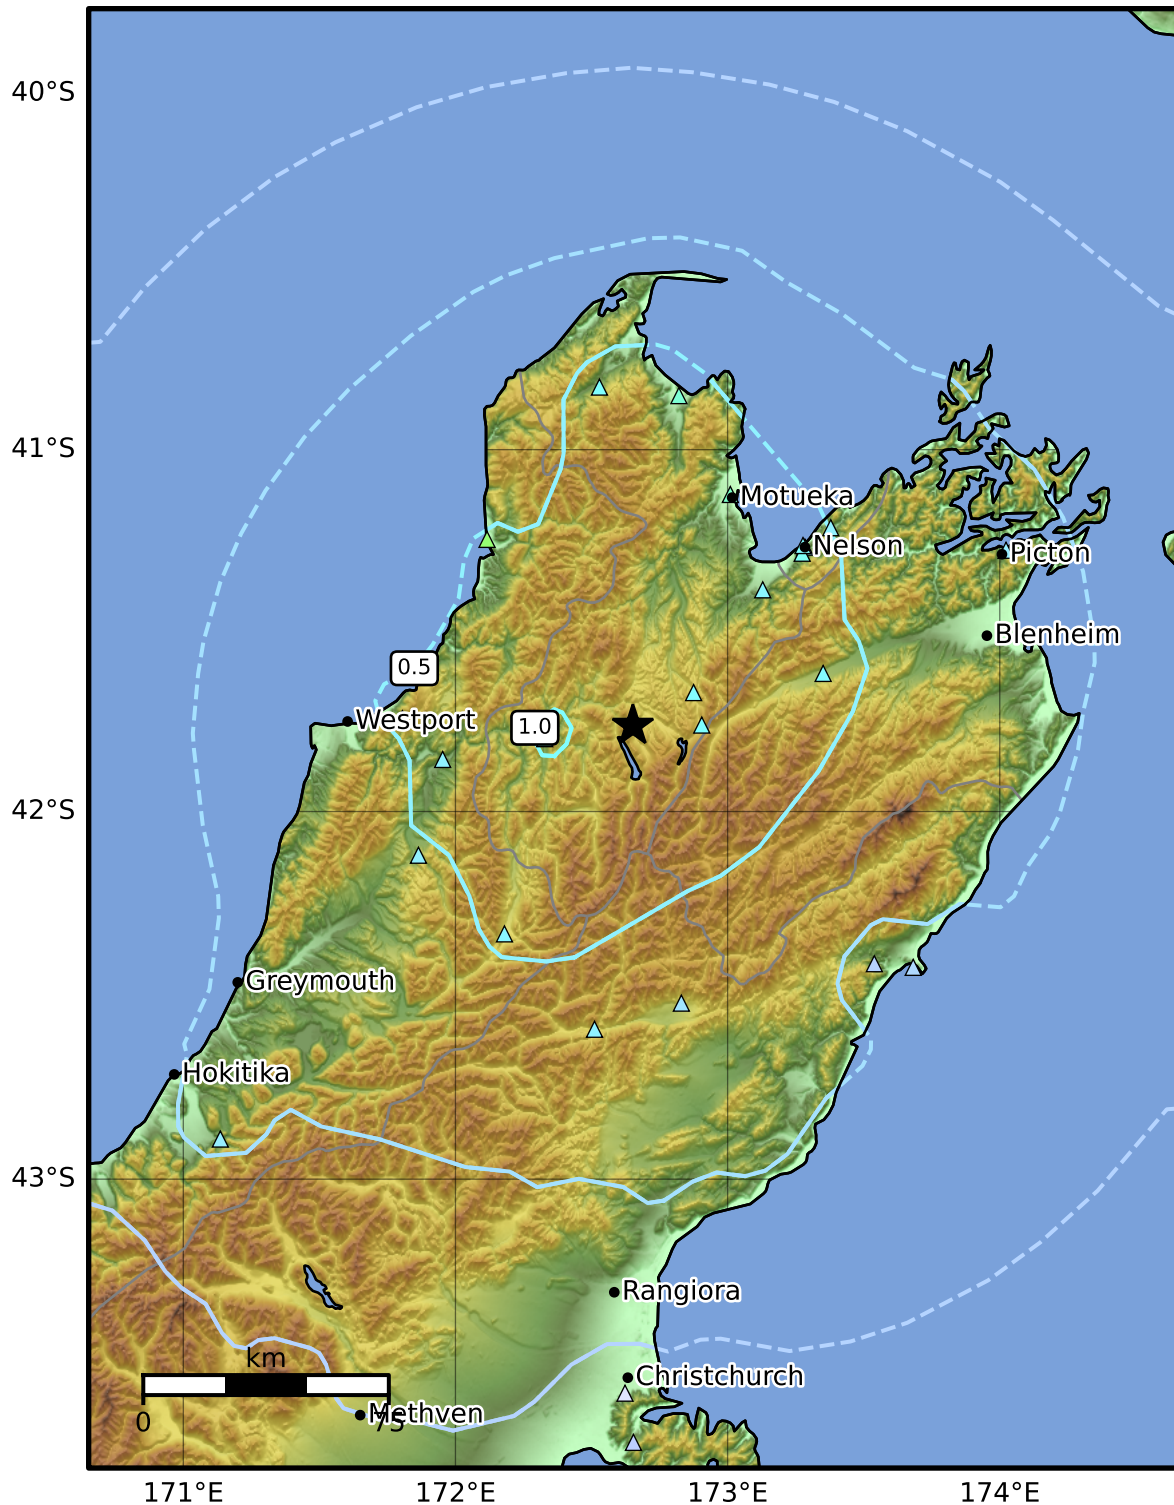 40°S
41°S
Motueka
Nelson
Picton
Blenheim
0.5
Westport
1.0
42°S
Greymouth
Hokitika
43°S
Rangiora
km
Christchurch
Methven
0
75
171°E
172°E
173°E
174°E